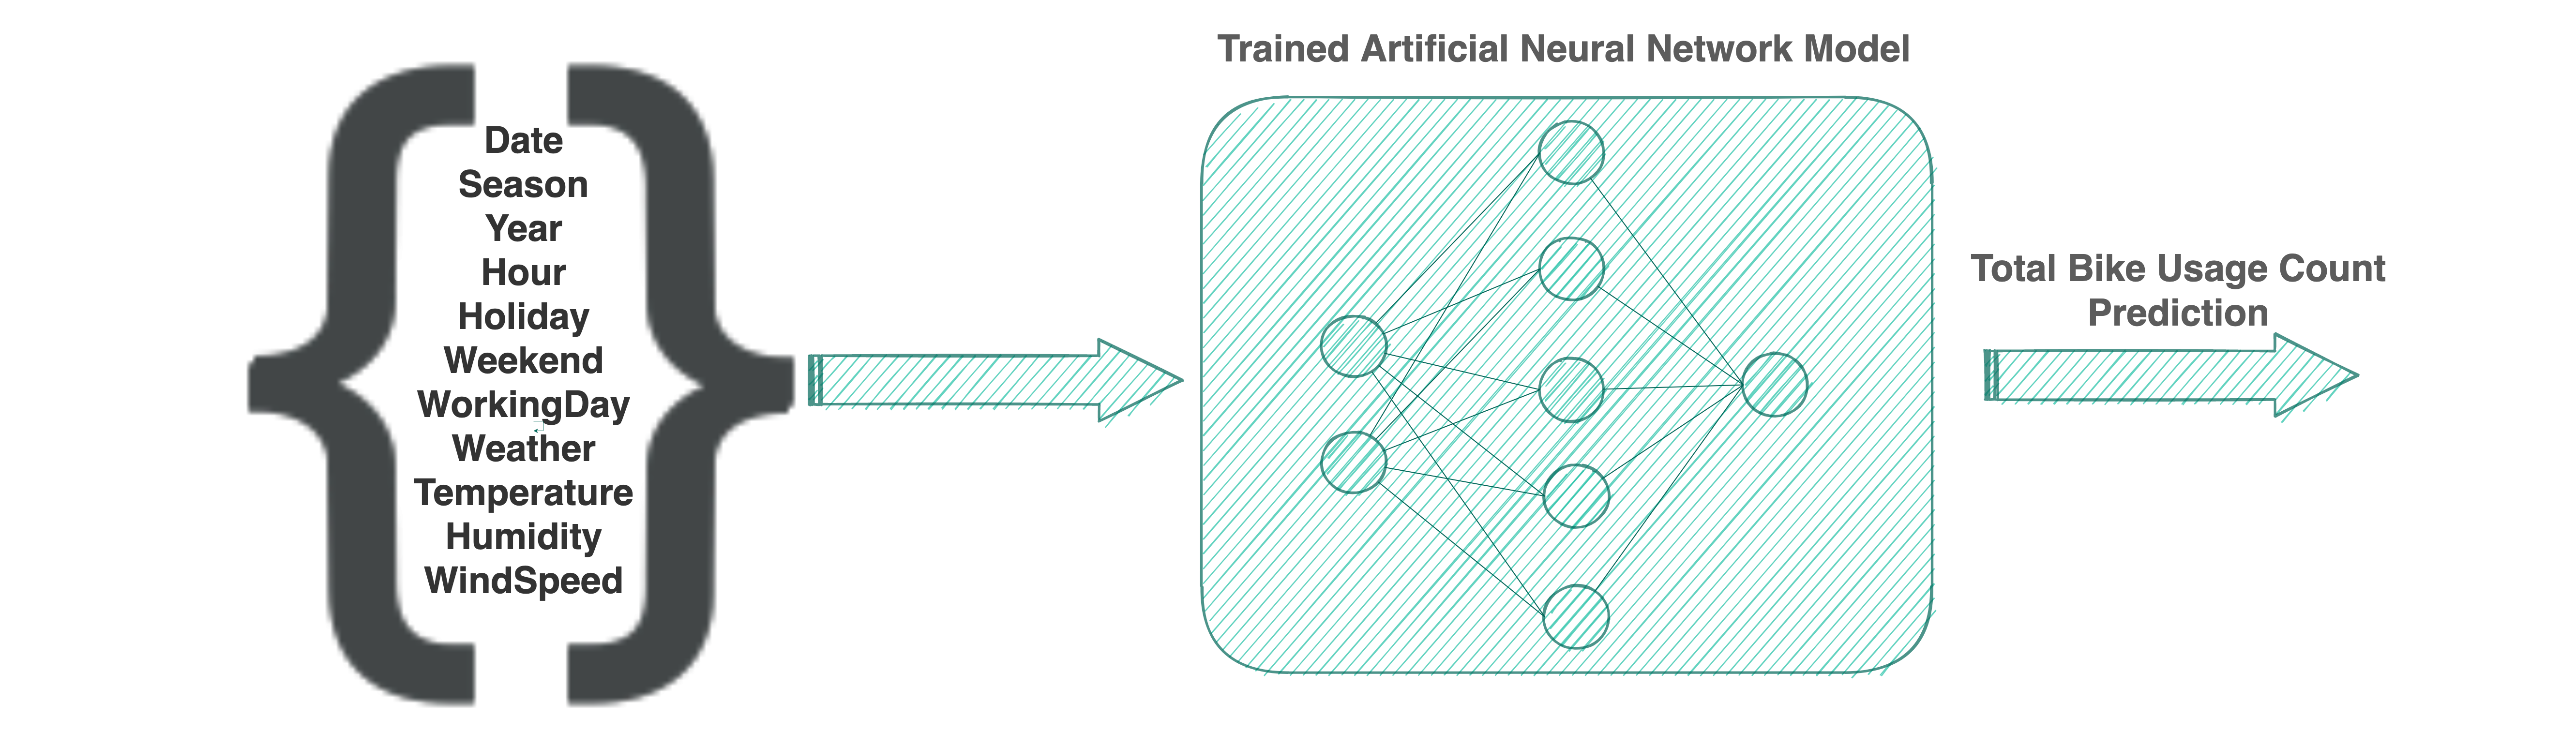 Trained Artificial Neural Network Model
Date
Season
Year
Hour
Holiday
Weekend
WorkingDay
Weather
Temperature
Humidity
WindSpeed
Total Bike Usage Count
Prediction